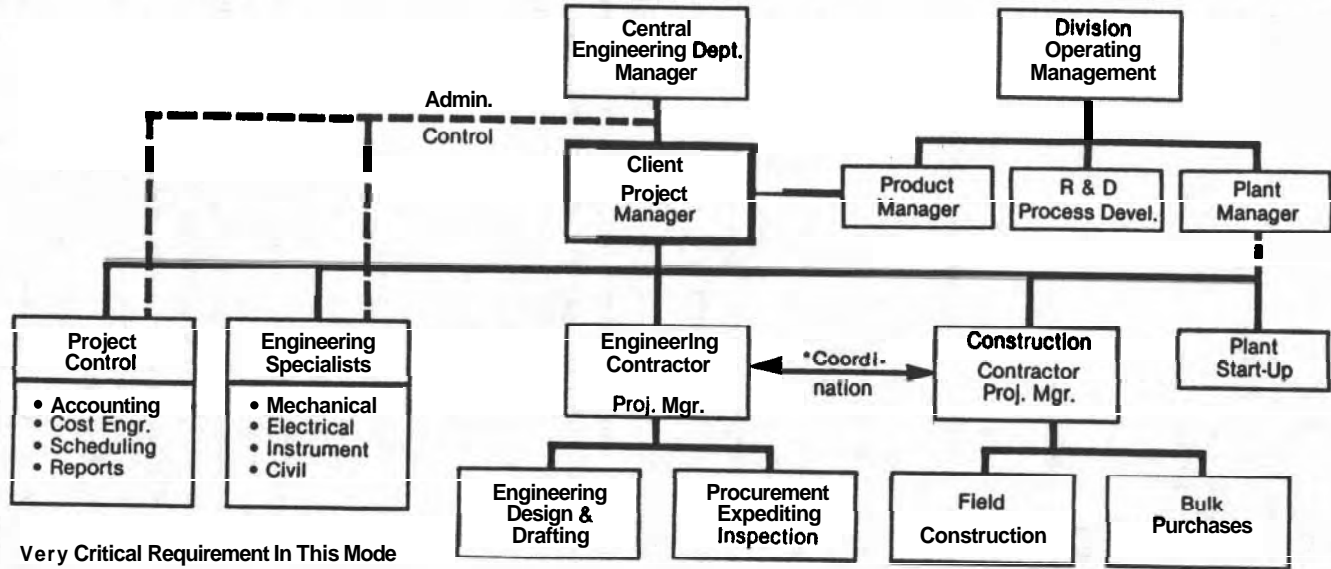 Central
Engineering Dept.
Manager
Division
Operating
Management
Admin.
Control
Client
Project
Manager
Product
Manager
R & D
Process Devel.
Plant
Manager
Project
Control
• Accounting
• Cost Engr.
• Scheduling
• Reports
Engineering
Specialists
• Mechanical
• Electrical
• Instrument
• Civil
Engineering
Contractor
Proj. Mgr.
*Coordi-
nation
Construction
Contractor
Proj. Mgr.
Plant
Start-Up
Engineering
Design &
Drafting
Procurement
Expediting
Inspection
Field
Construction
Bulk
Purchases
Very Critical Requirement In This Mode